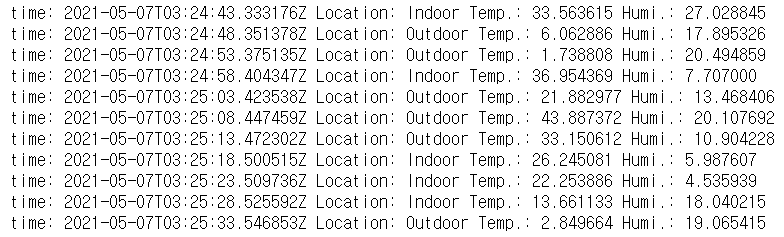 time: 2021-05-07T03:24:43.333176Z Location: Indoor Temp.: 33.563615 Humi.: 27.028845
time: 2021-05-07T03:24:48.351378Z Location: Outdoor Temp.: 6.062886 Humi.: 17.895326
time: 2021-05-07T03:24:53.375135Z Location: Outdoor Temp.: 1.738808 Humi.: 20.494859
time: 2021-05-07T03:24:58.404347Z Location: Indoor Temp.: 36.954369 Humi.: 7.707000
time: 2021-05-07T03:25:03.423538Z Location: Outdoor Temp.: 21.882977 Humi.: 13.468406
time: 2021-05-07T03:25:08.447459Z Location: Outdoor Temp.: 43.887372 Humi.: 20.107692
time: 2021-05-07T03:25:13.472302Z Location: Outdoor Temp.: 33.150612 Humi.: 10.904228
time: 2021-05-07T03:25:18.500515Z Location: Indoor Temp.: 26.245081 Humi.: 5.987607
time: 2021-05-07T03:25:23.509736Z Location: Indoor Temp.: 22.253886 Humi.: 4.535939
time: 2021-05-07T03:25:28.525592Z Location: Indoor Temp.: 13.661133 Humi.: 18.040215
time: 2021-05-07T03:25:33.546853Z Location: Outdoor Temp.: 2.849664 Humi.: 19.065415